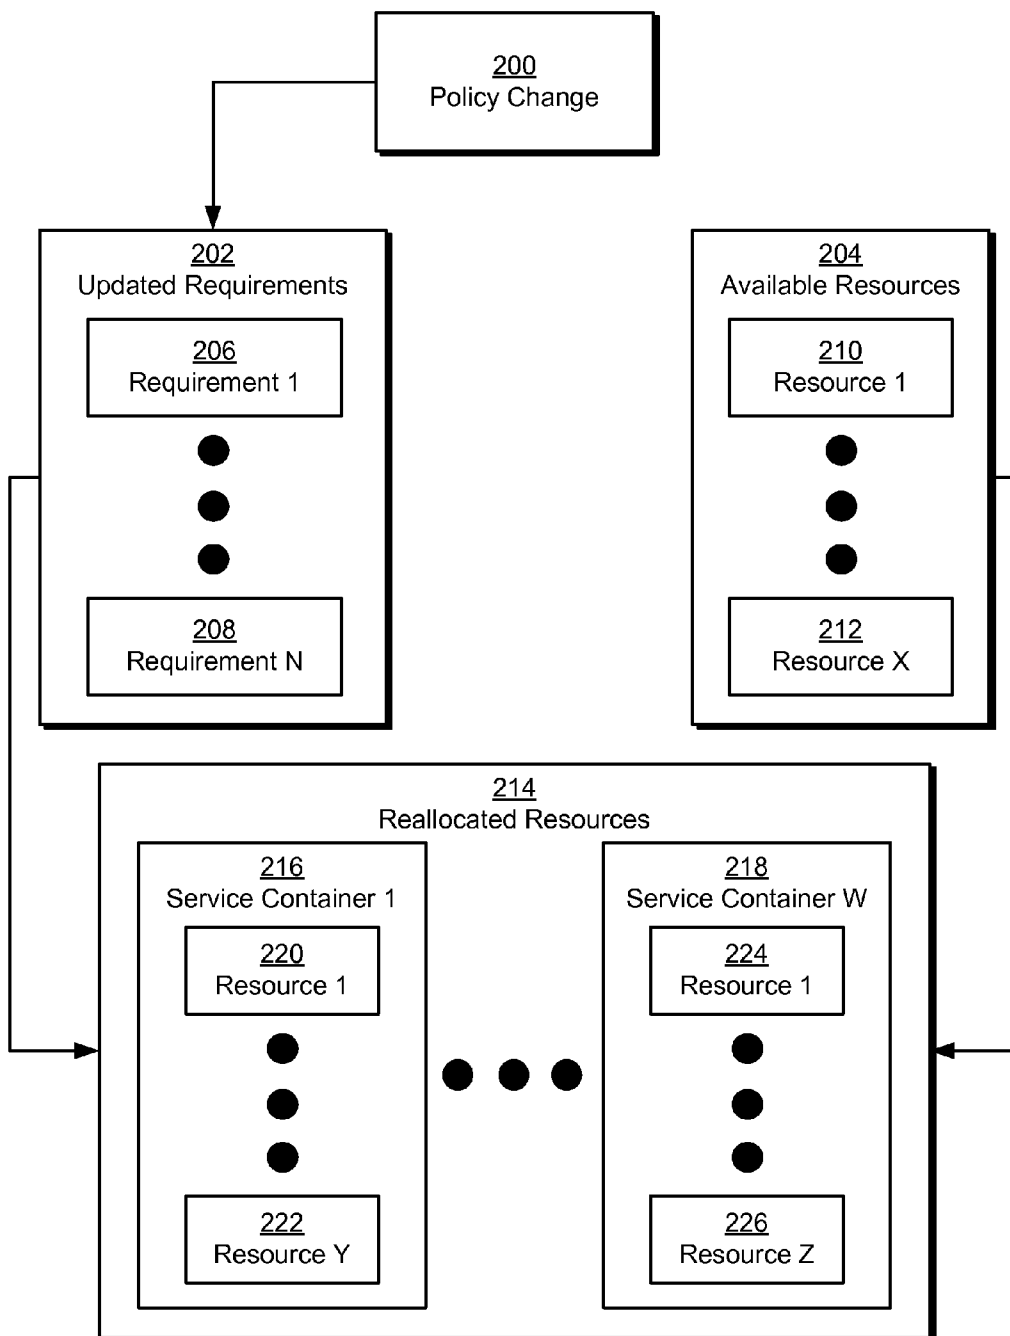 200
Policy Change
202
Updated Requirements
206
Requirement 1
208
Requirement N
204
Available Resources
210
Resource 1
212
Resource X
214
Reallocated Resources
216
Service Container 1
220
Resource 1
222
Resource Y
218
Service Container W
224
Resource 1
226
Resource Z